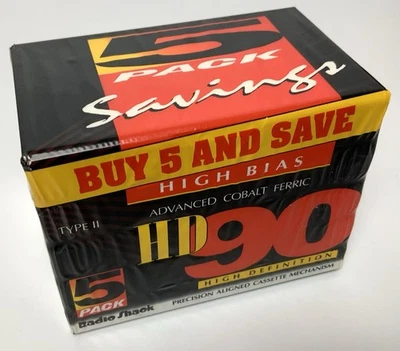 5
PACK
Savings
BUY 5 AND SAVE
HIGH BIAS
ADVANCED COBALT FERRIC
TYPE II
HD90
HIGH DEFINITION
5
PACK
Radio Shack
PRECISION ALIGNED CASSETTE MECHANISM